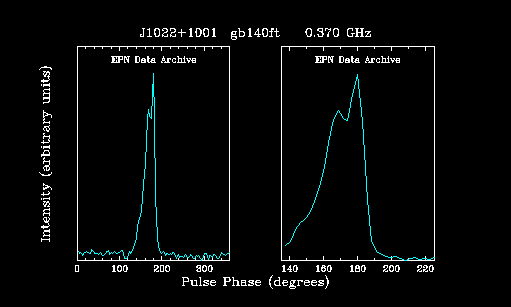 J1022+1001 gb140ft 0.370 GHz
EPN Data Archive EPN Data Archive
Intensity (arbitrary units)
0 100 200 300 140 160 180 200 220
Pulse Phase (degrees)